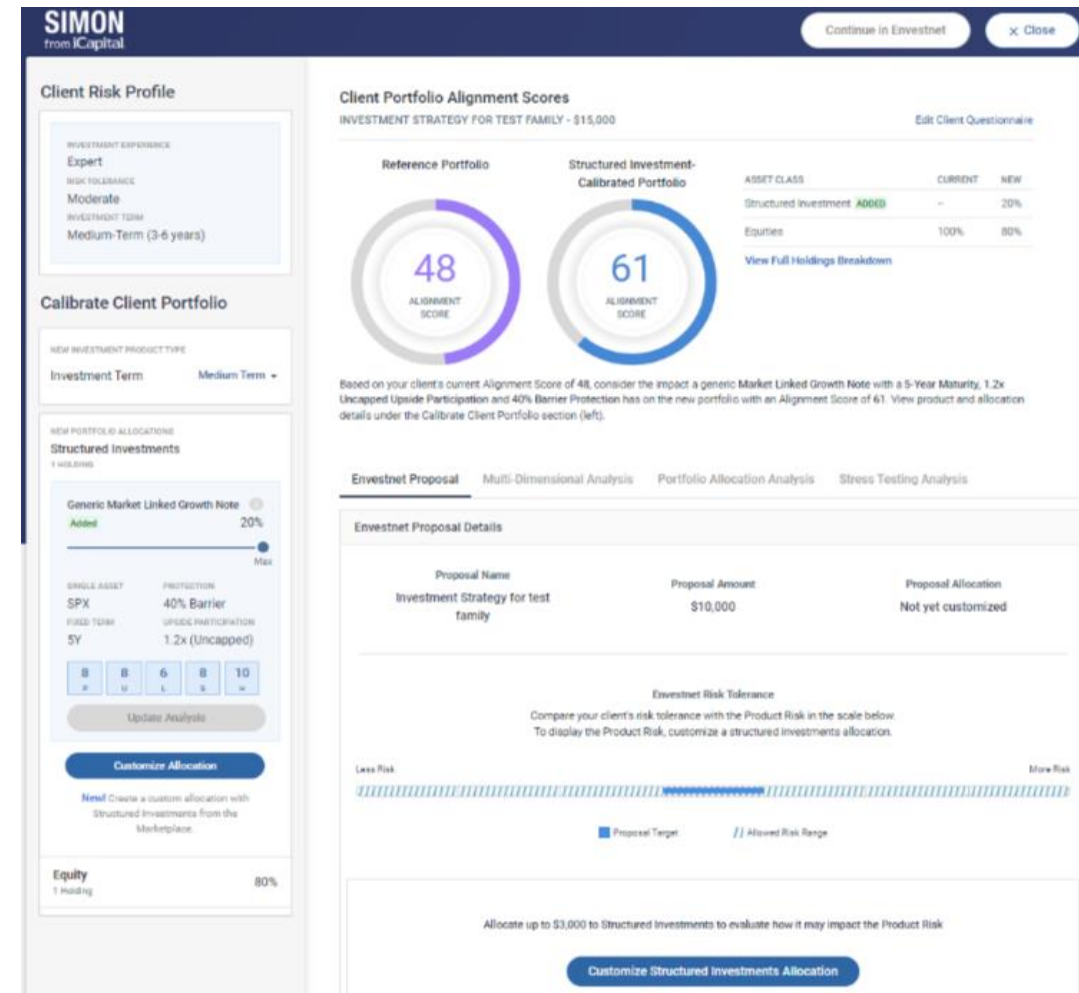 SIMON
from iCapital
Continue in Envestnet
× Close
Client Risk Profile
INVESTMENT EXPERIENCE
Expert
RISK TOLERANCE
Moderate
INVESTMENT TERM
Medium-Term (3-6 years)
Calibrate Client Portfolio
NEW INVESTMENT PRODUCT TYPE
Investment Term Medium Term
NEW PORTFOLIO ALLOCATIONS
Structured Investments
1 HOLDING
Generic Market Linked Growth Note
Added 20%
Max
SINGLE ASSET PROTECTION
SPX 40% Barrier
FIXED TERM UPSIDE PARTICIPATION
5Y 1.2x (Uncapped)
8 8 6 8 10
P U L S H
Update Analysis
Customize Allocation
New! Create a custom allocation with
Structured Investments from the
Marketplace.
Equity 80%
1 Holding
Client Portfolio Alignment Scores
INVESTMENT STRATEGY FOR TEST FAMILY - $15,000
Edit Client Questionnaire
Reference Portfolio
48
ALIGNMENT
SCORE
Structured Investment-
Calibrated Portfolio
61
ALIGNMENT
SCORE
ASSET CLASS CURRENT NEW
Structured Investment ADDED – 20%
Equities 100% 80%
View Full Holdings Breakdown
Based on your client's current Alignment Score of 48, consider the impact a generic Market Linked Growth Note with a 5-Year Maturity, 1.2x
Uncapped Upside Participation and 40% Barrier Protection has on the new portfolio with an Alignment Score of 61. View product and allocation
details under the Calibrate Client Portfolio section (left).
Envestnet Proposal Multi-Dimensional Analysis Portfolio Allocation Analysis Stress Testing Analysis
Envestnet Proposal Details
Proposal Name
Investment Strategy for test
family
Proposal Amount
$10,000
Proposal Allocation
Not yet customized
Envestnet Risk Tolerance
Compare your client's risk tolerance with the Product Risk in the scale below.
To display the Product Risk, customize a structured investments allocation.
Less Risk More Risk
Proposal Target Allowed Risk Range
Allocate up to $3,000 to Structured Investments to evaluate how it may impact the Product Risk
Customize Structured Investments Allocation